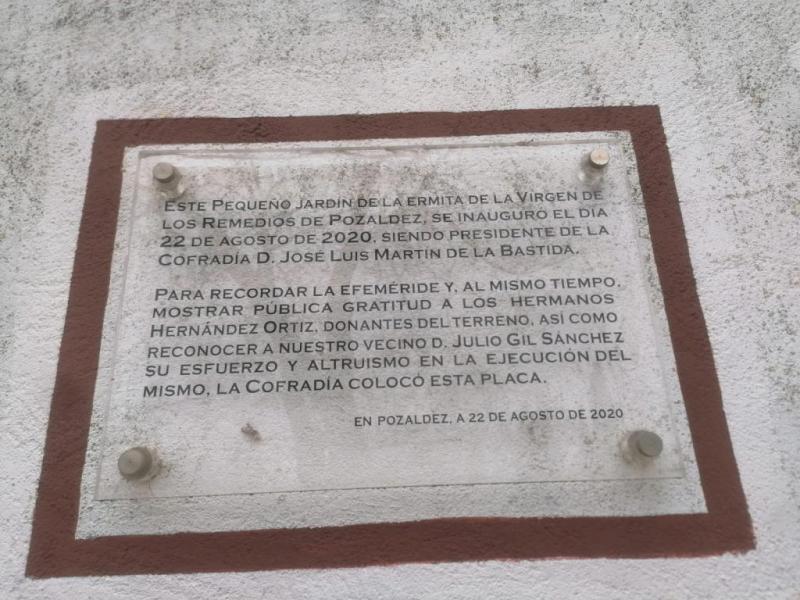 ESTE PEQUEÑO JARDÍN DE LA ERMITA DE LA VIRGEN DE
LOS REMEDIOS DE POZALDEZ, SE INAUGURÓ EL DÍA
22 DE AGOSTO DE 2020, SIENDO PRESIDENTE DE LA
COFRADÍA D. JOSÉ LUIS MARTÍN DE LA BASTIDA.
PARA RECORDAR LA EFEMÉRIDE Y, AL MISMO TIEMPO,
MOSTRAR PÚBLICA GRATITUD A LOS HERMANOS
HERNÁNDEZ ORTIZ, DONANTES DEL TERRENO, ASÍ COMO
RECONOCER A NUESTRO VECINO D. JULIO GIL SÁNCHEZ
SU ESFUERZO Y ALTRUISMO EN LA EJECUCIÓN DEL
MISMO, LA COFRADÍA COLOCÓ ESTA PLACA.
EN POZALDEZ, A 22 DE AGOSTO DE 2020